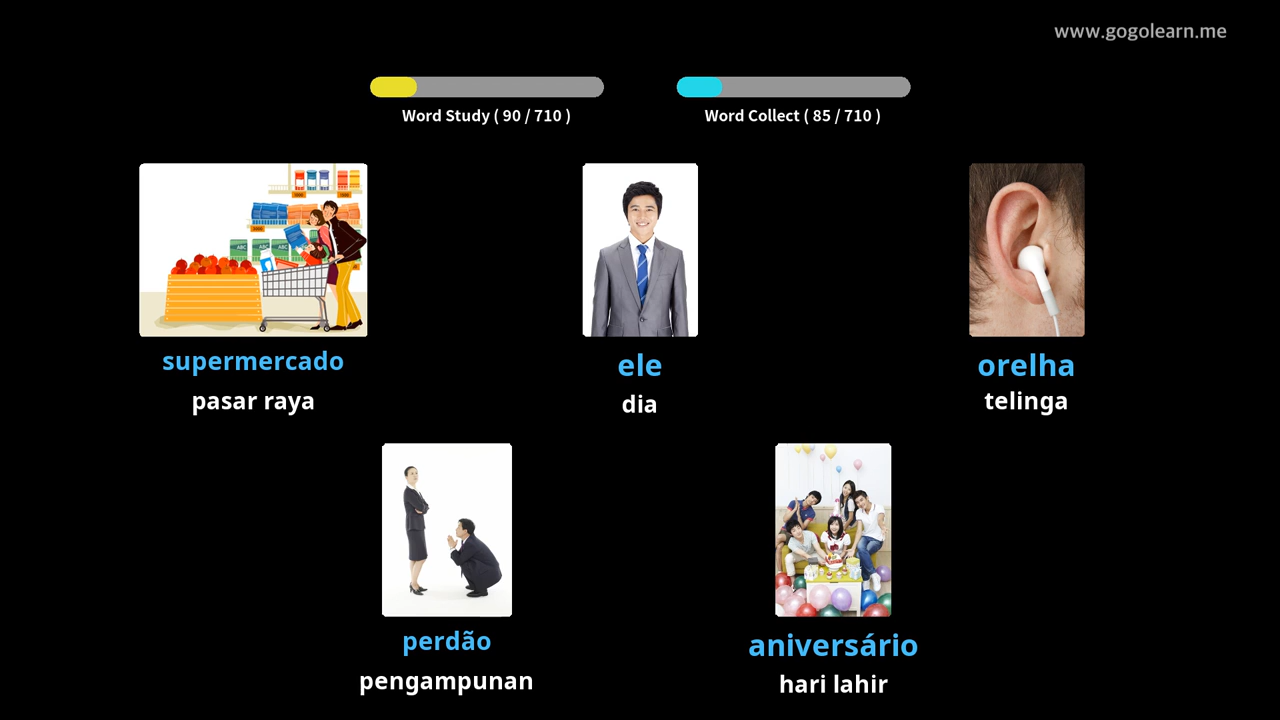 www.gogolearn.me
Word Study ( 90 / 710 )
Word Collect ( 85 / 710 )
supermercado
pasar raya
ele
dia
orelha
telinga
perdão
pengampunan
aniversário
hari lahir